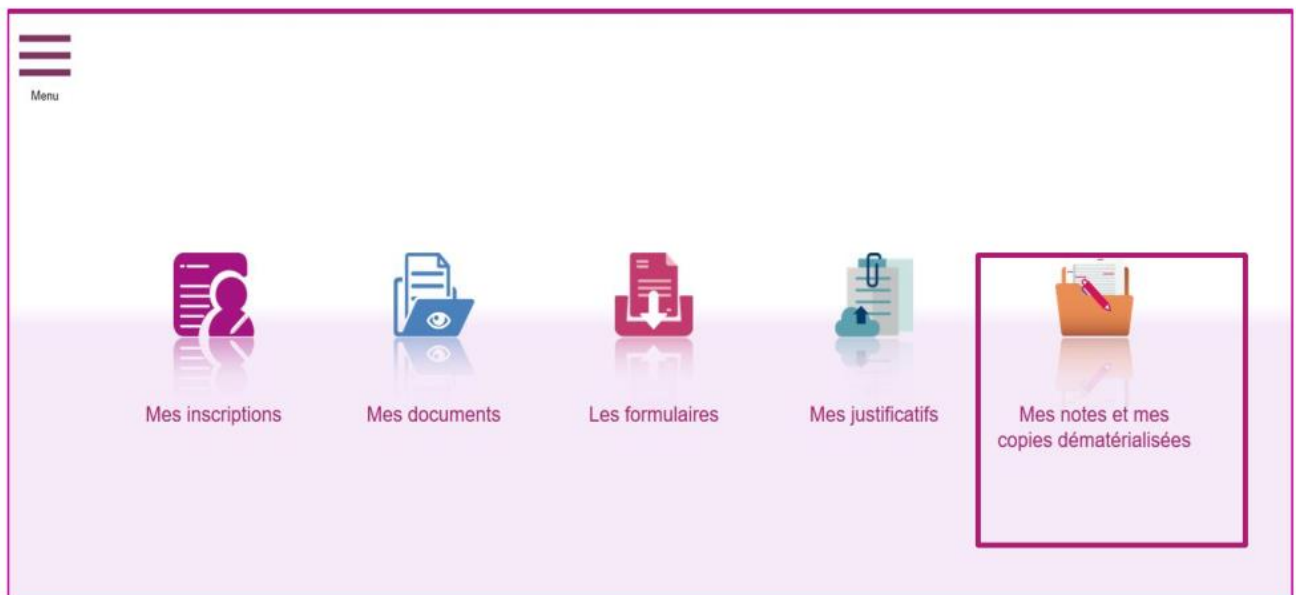 Menu
Mes inscriptions
Mes documents
Les formulaires
Mes justificatifs
Mes notes et mes
copies dématérialisées